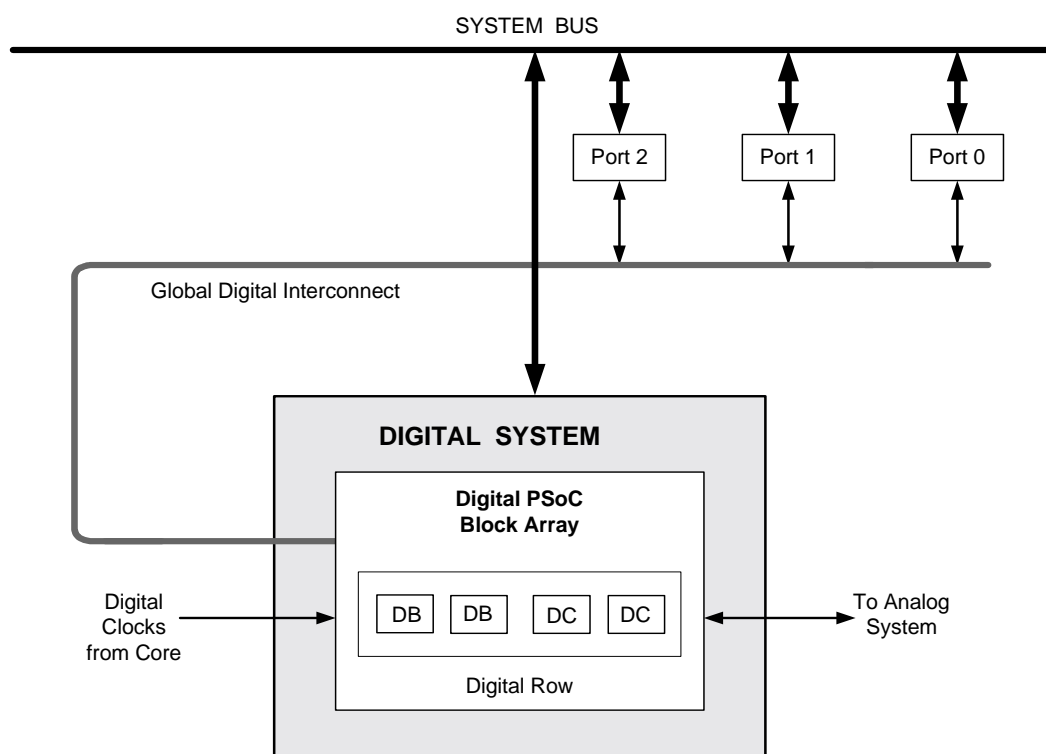 SYSTEM BUS
Port 2
Port 1
Port 0
Global Digital Interconnect
DIGITAL SYSTEM
Digital PSoC
Block Array
DB
DB
DC
DC
Digital Row
Digital
Clocks
from Core
To Analog
System